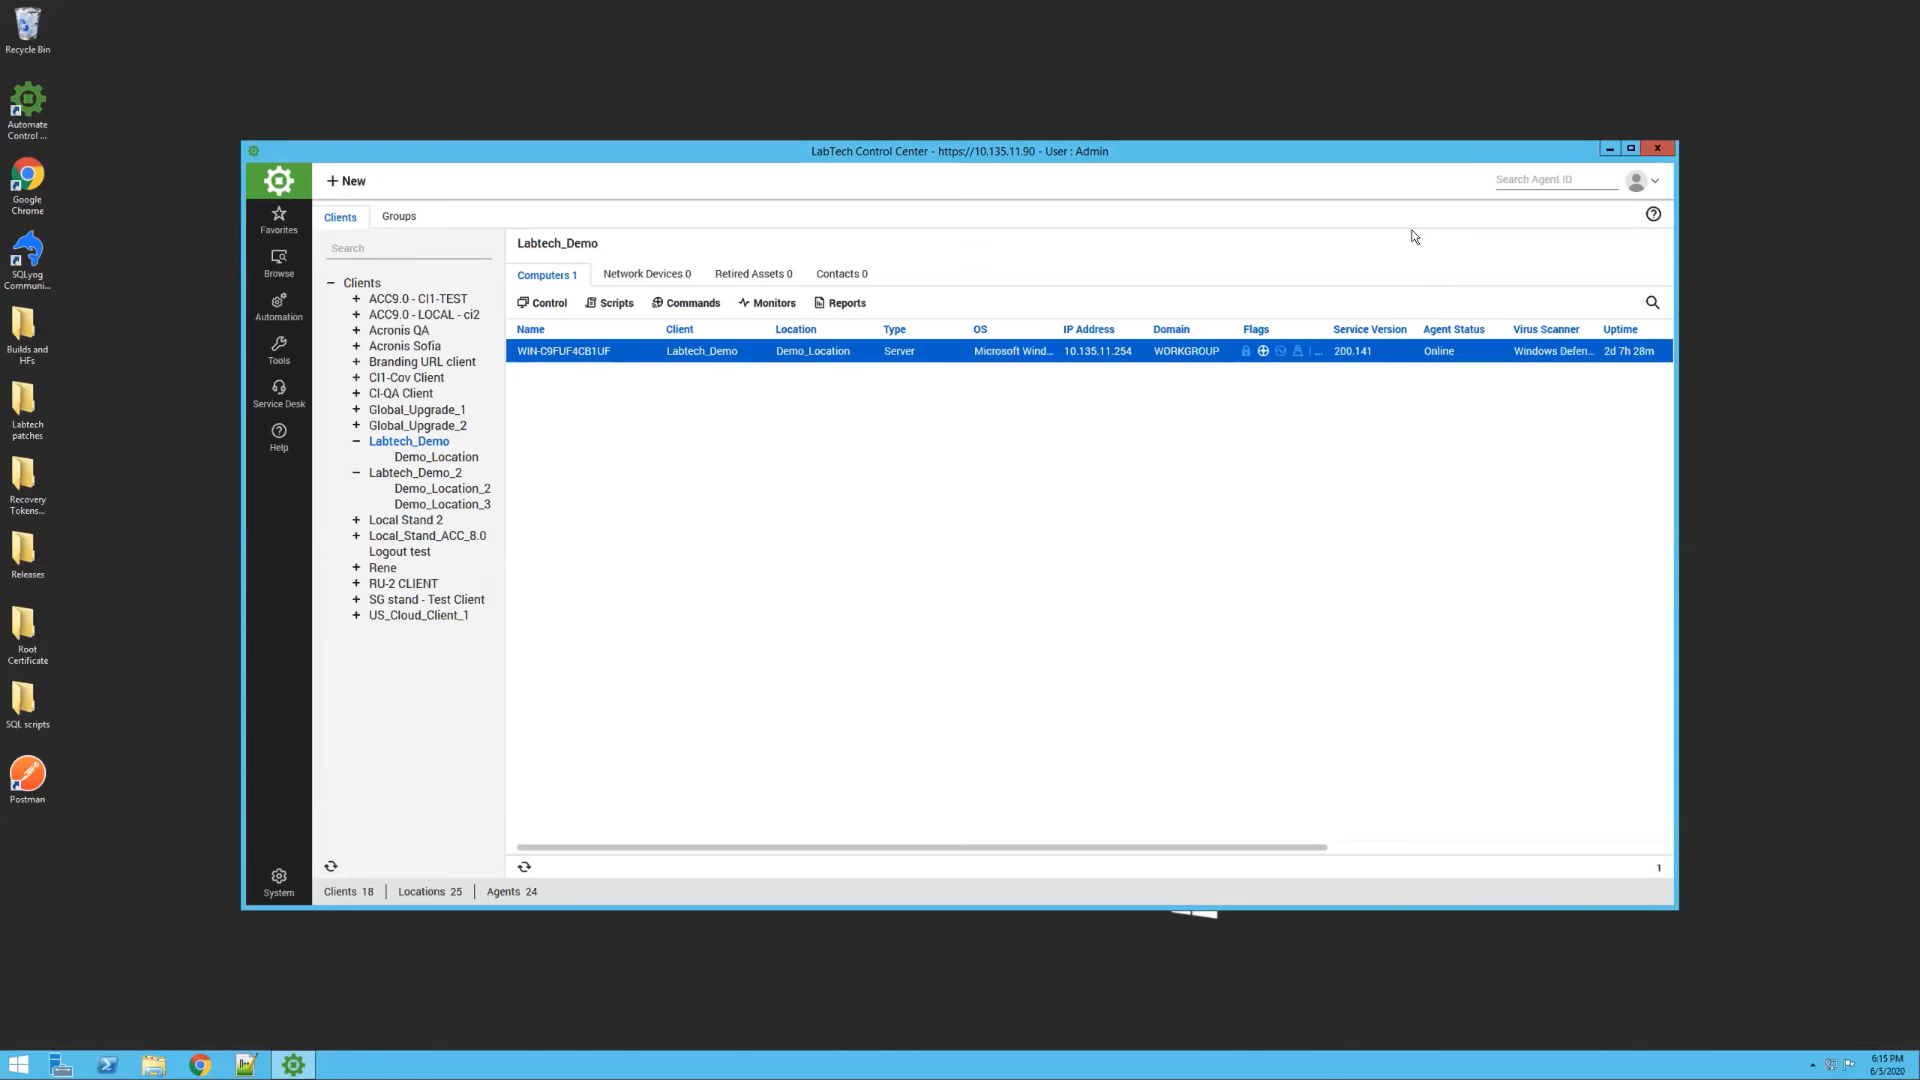 Recycle Bin
Automate
Control ...
Google
Chrome
SQLyog
Communi...
Builds and
HFs
Labtech
patches
Recovery
Tokens...
Releases
Root
Certificate
SQL scripts
Postman
LabTech Control Center - https://10.135.11.90 - User : Admin
+ New
Search Agent ID
Favorites
Browse
Automation
Tools
Service Desk
Help
System
Clients Groups
Search
− Clients
+ ACC9.0 - CI1-TEST
+ ACC9.0 - LOCAL - ci2
+ Acronis QA
+ Acronis Sofia
+ Branding URL client
+ CI1-Cov Client
+ CI-QA Client
+ Global_Upgrade_1
+ Global_Upgrade_2
− Labtech_Demo
Demo_Location
− Labtech_Demo_2
Demo_Location_2
Demo_Location_3
+ Local Stand 2
+ Local_Stand_ACC_8.0
Logout test
+ Rene
+ RU-2 CLIENT
+ SG stand - Test Client
+ US_Cloud_Client_1
Labtech_Demo
Computers 1 Network Devices 0 Retired Assets 0 Contacts 0
Control Scripts Commands Monitors Reports
Name Client Location Type OS IP Address Domain Flags Service Version Agent Status Virus Scanner Uptime
WIN-C9FUF4CB1UF Labtech_Demo Demo_Location Server Microsoft Wind... 10.135.11.254 WORKGROUP ... 200.141 Online Windows Defen... 2d 7h 28m
1
Clients 18 | Locations 25 | Agents 24
6:15 PM
6/5/2020